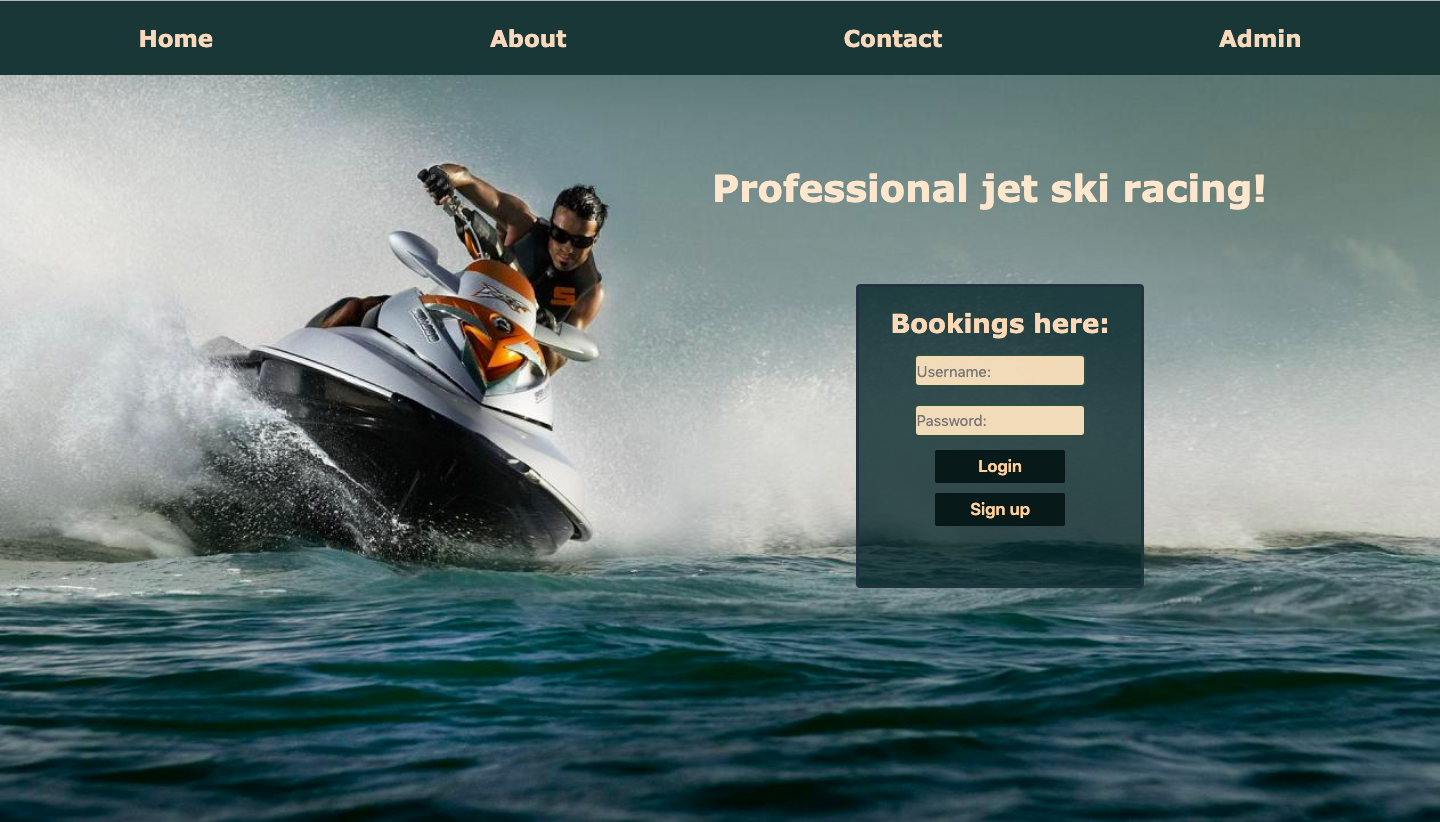 Home About Contact Admin
Professional jet ski racing!
Bookings here:
Username:
Password:
Login
Sign up